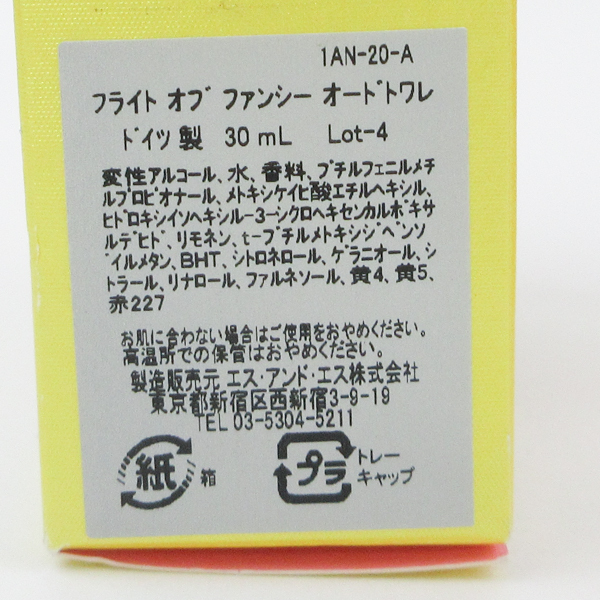 1AN-20-A
フライト オブ ファンシー オードトワレ
ドイツ製 30 mL Lot-4
変性アルコール、水、香料、ブチルフェニルメチ
ルプロピオナール、メトキシケイヒ酸エチルヘキシル、
ヒドロキシイソヘキシル-3-シクロヘキセンカルボキサ
ルデヒド、リモネン、t-ブチルメトキシジベンゾ
イルメタン、BHT、シトロネロール、ゲラニオール、シ
トラール、リナロール、ファルネソール、黄4、黄5、
赤227
お肌に合わない場合はご使用をおやめください。
高温所での保管はおやめください。
製造販売元 エス・アンド・エス株式会社
東京都新宿区西新宿3-9-19
TEL 03-5304-5211
紙 箱
プラ トレー
キャップ